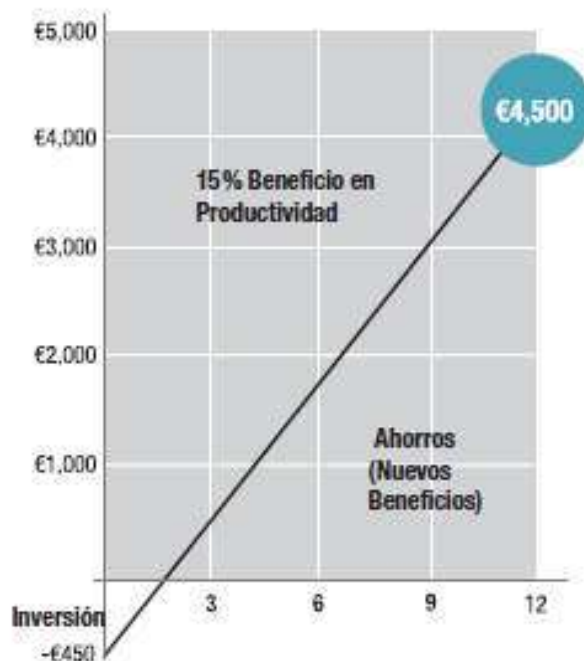 €5,000
€4,500
€4,000
15% Beneficio en
Productividad
€3,000
€2,000
Ahorros
(Nuevos
Beneficios)
€1,000
3 6 9 12
Inversión
-€450